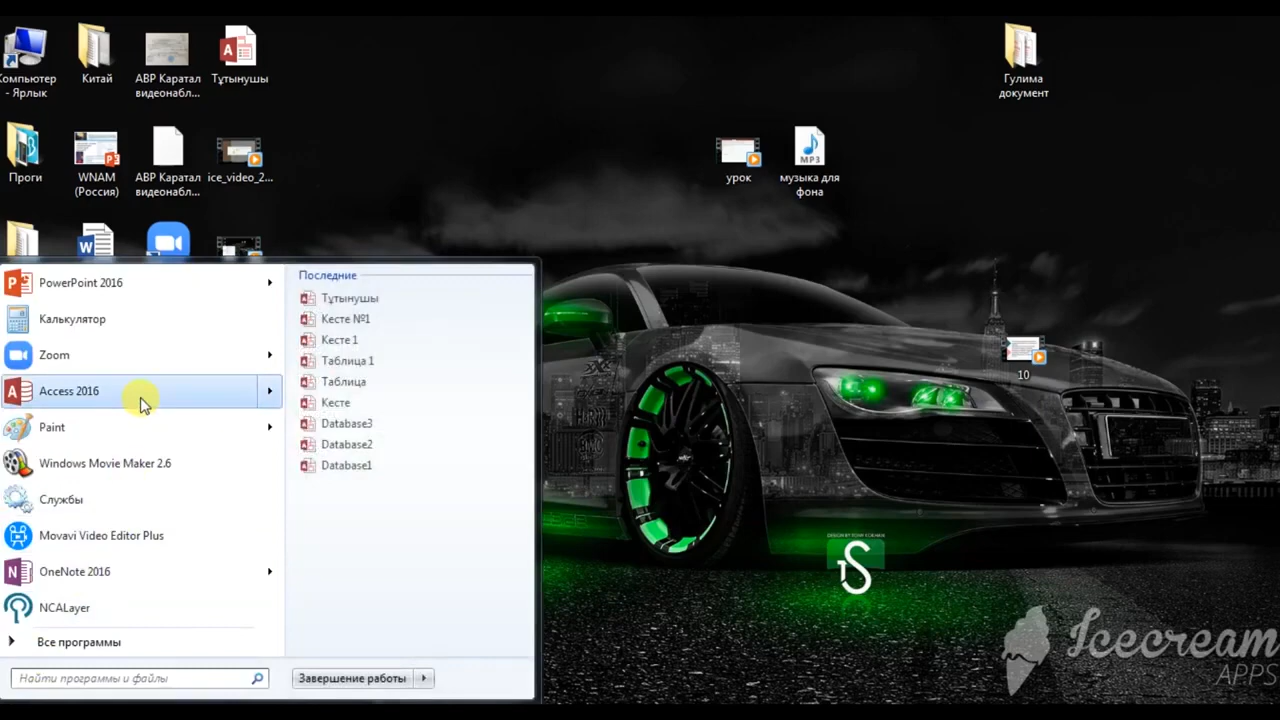 Компьютер
- Ярлык
Китай
АВР Каратал
видеонабл...
Тұтынушы
Гулима
документ
Проги
WNAM
(Россия)
АВР Каратал
видеонабл...
ice_video_2...
урок
MP3
музыка для
фона
PowerPoint 2016
Калькулятор
Zoom
Access 2016
Paint
Windows Movie Maker 2.6
Службы
Movavi Video Editor Plus
OneNote 2016
NCALayer
Все программы
Найти программы и файлы
Последние
Тұтынушы
Кесте №1
Кесте 1
Таблица 1
Таблица
Кесте
Database3
Database2
Database1
Завершение работы
10
Icecream
APPS